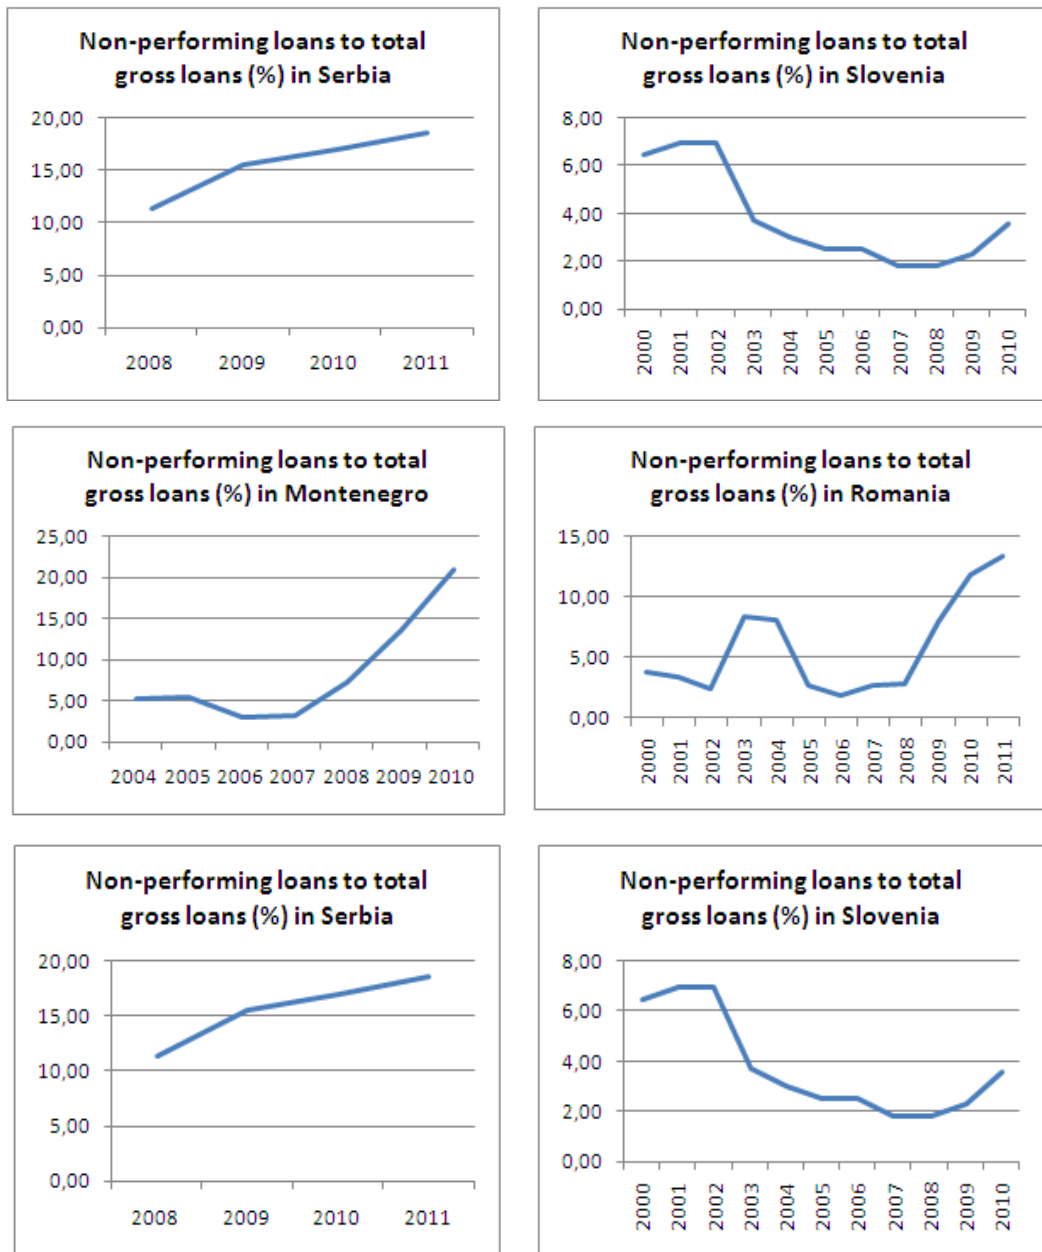 Non-performing loans to total
gross loans (%) in Serbia
20,00
15,00
10,00
5,00
0,00
2008 2009 2010 2011
Non-performing loans to total
gross loans (%) in Slovenia
8,00
6,00
4,00
2,00
0,00
2000 2001 2002 2003 2004 2005 2006 2007 2008 2009 2010
Non-performing loans to total
gross loans (%) in Montenegro
25,00
20,00
15,00
10,00
5,00
0,00
2004 2005 2006 2007 2008 2009 2010
Non-performing loans to total
gross loans (%) in Romania
15,00
10,00
5,00
0,00
2000 2001 2002 2003 2004 2005 2006 2007 2008 2009 2010 2011
Non-performing loans to total
gross loans (%) in Serbia
20,00
15,00
10,00
5,00
0,00
2008 2009 2010 2011
Non-performing loans to total
gross loans (%) in Slovenia
8,00
6,00
4,00
2,00
0,00
2000 2001 2002 2003 2004 2005 2006 2007 2008 2009 2010